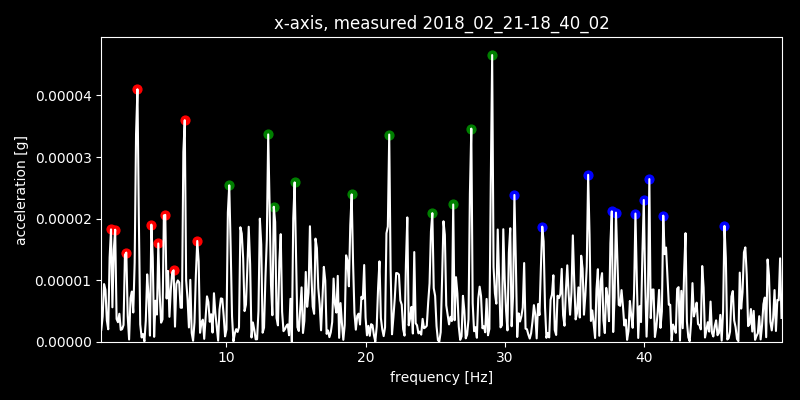 x-axis, measured 2018_02_21-18_40_02
0.00004
0.00003
0.00002
0.00001
0.00000
acceleration [g]
10 20 30 40
frequency [Hz]